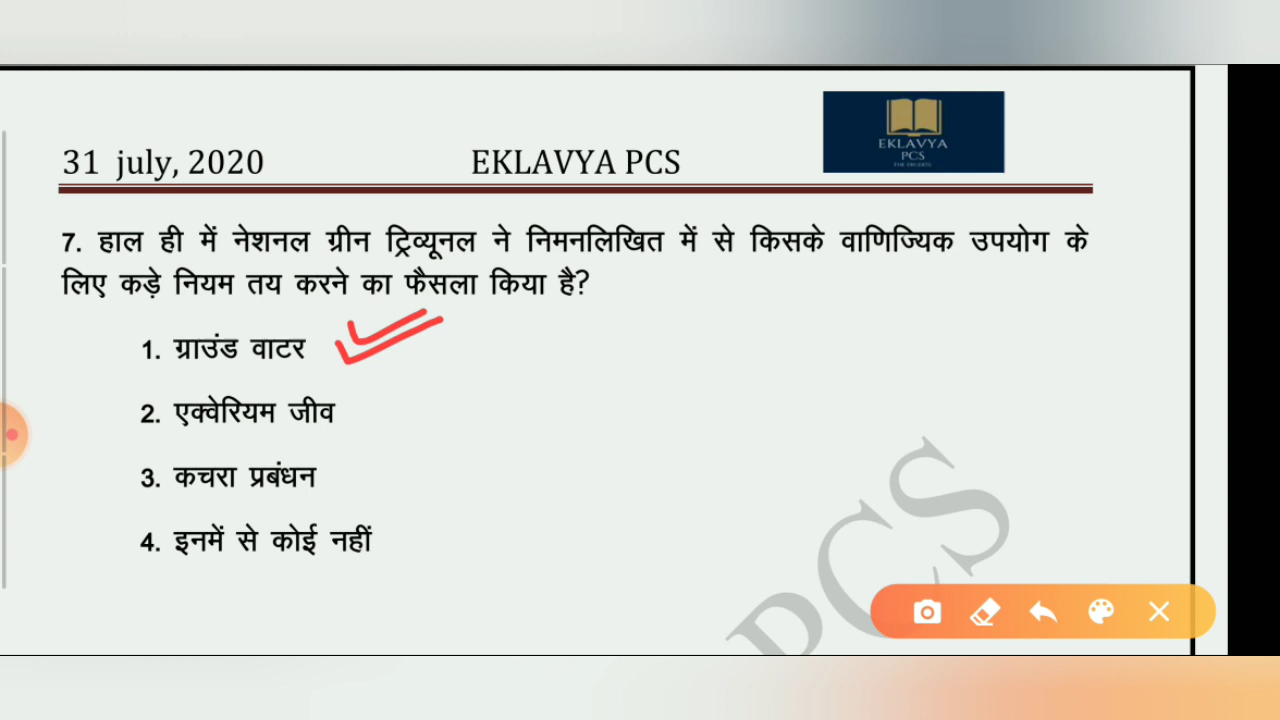 EKLAVYA
PCS
31 july, 2020 EKLAVYA PCS
7. हाल ही में नेशनल ग्रीन ट्रिव्यूनल ने निमनलिखित में से किसके वाणिज्यिक उपयोग के
लिए कड़े नियम तय करने का फैसला किया है?
1. ग्राउंड वाटर
2. एक्वेरियम जीव
3. कचरा प्रबंधन
4. इनमें से कोई नहीं
PCS